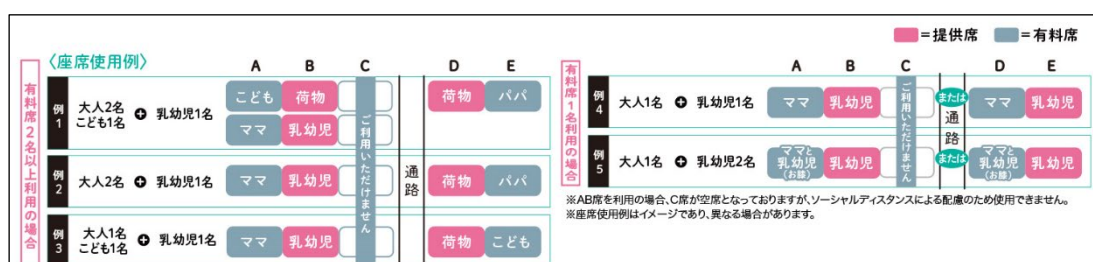 =提供席 =有料席
〈座席使用例〉
A B C D E
有料席2名以上利用の場合
例1
大人2名
こども1名
+ 乳幼児1名
こども 荷物 荷物 パパ
ママ 乳幼児
例2
大人2名 + 乳幼児1名
ママ 乳幼児 荷物 パパ
例3
大人1名
こども1名
+ 乳幼児1名
ママ 乳幼児 荷物 こども
ご利用いただけません
通路
有料席1名利用の場合
A B C D E
例4
大人1名 + 乳幼児1名
ママ 乳幼児 または ママ 乳幼児
例5
大人1名 + 乳幼児2名
ママと
乳幼児
(お膝)
乳幼児 または
ママと
乳幼児
(お膝)
乳幼児
ご利用いただけません
通路
※AB席を利用の場合、C席が空席となっておりますが、ソーシャルディスタンスによる配慮のため使用できません。
※座席使用例はイメージであり、異なる場合があります。